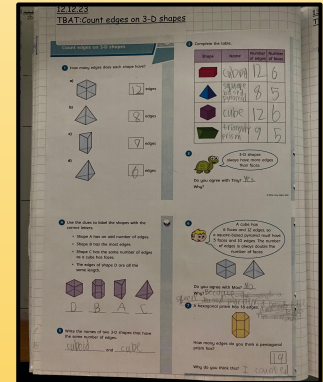 12.12.23
TBAT: Count edges on 3-D shapes
Count edges on 3-D shapes
1 How many edges does each shape have?
a) 12 edges
b) 8 edges
c) edges
d) 6 edges
2 Complete the table.
Shape Name Number of edges Number of faces
cuboid 12 6
square pyramid 8 5
cube 12 6
prism 9 5
3
3-D shapes always have more edges than faces.
Do you agree with Tiny?
Why?
4 Use the clues to label the shapes with the correct letters.
• Shape A has an odd number of edges.
• Shape B has the most edges.
• Shape C has the same number of edges as a cube has faces.
• The edges of shape D are all the same length.
D B A C
5 Write the names of two 3-D shapes that have the same number of edges.
cuboid and cube
6
A cube has 6 faces and 12 edges, so a square-based pyramid must have 5 faces and 10 edges. The number of edges is always double the number of faces.
Do you agree with Mo?
Why?
7 A hexagonal prism has 18 edges.
How many edges do you think a pentagonal prism has?
Why do you think this? I counted